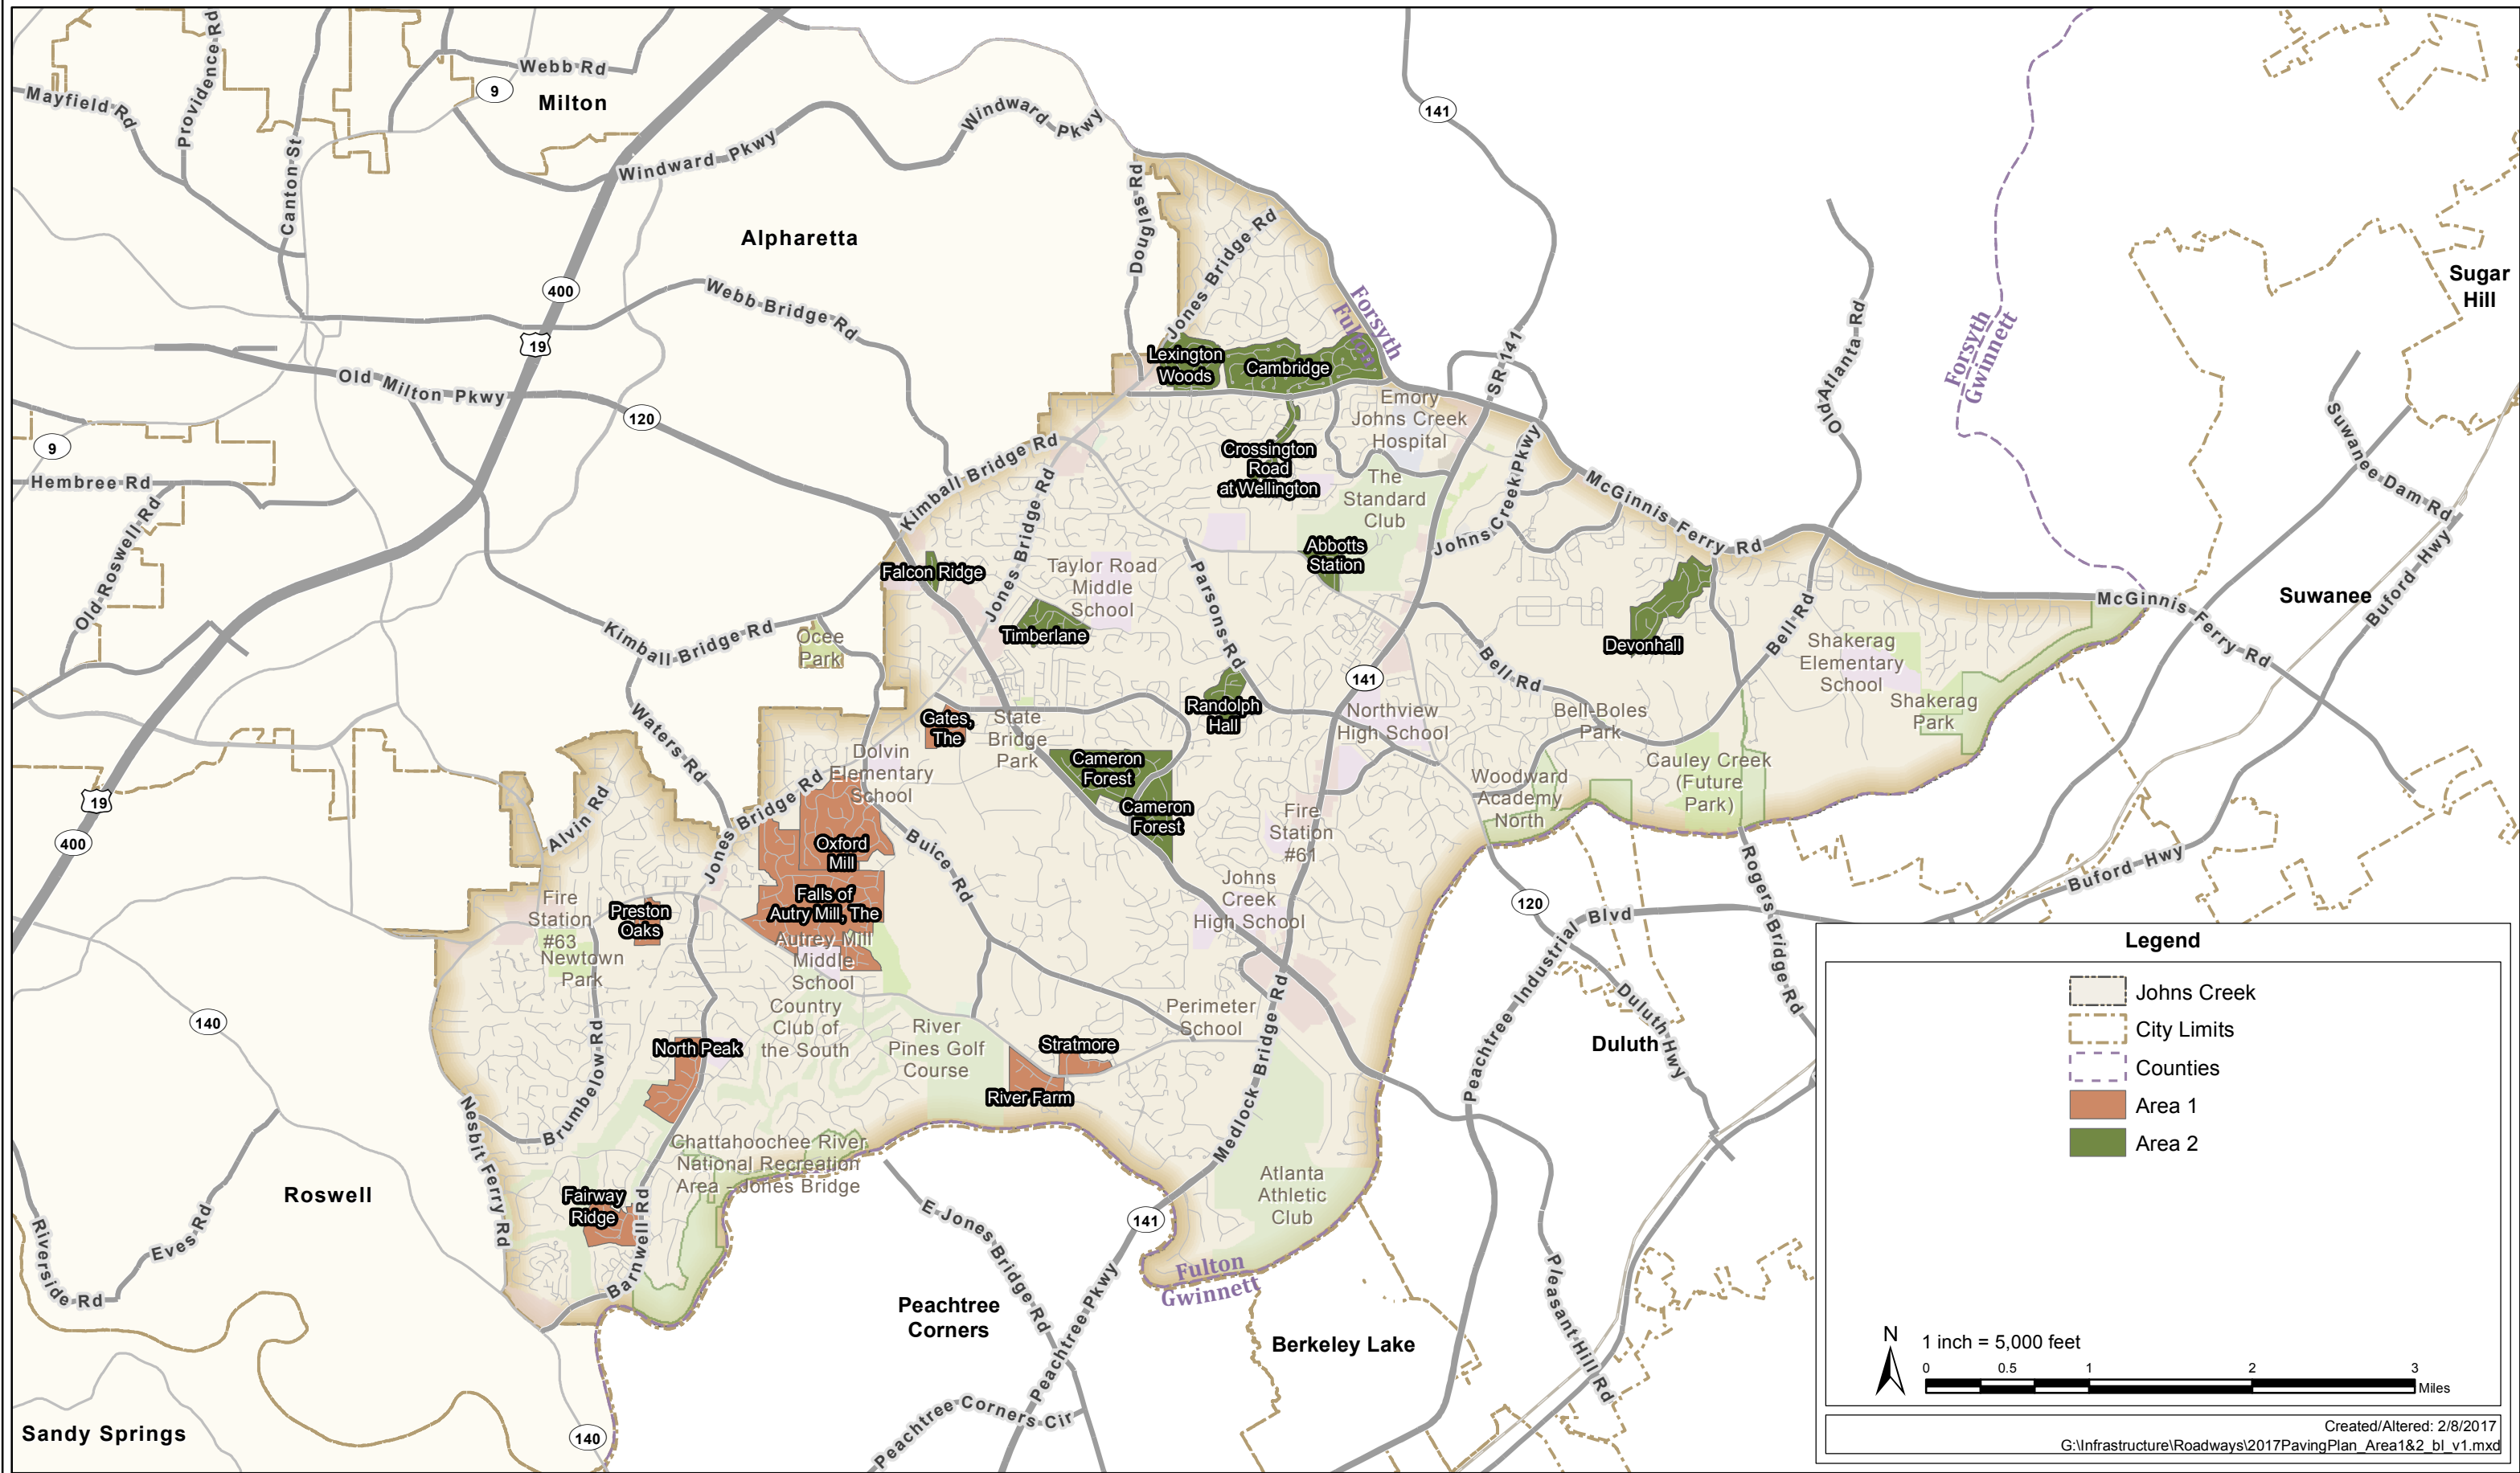 Webb Rd
Mayfield Rd
Providence Rd
9
Milton
Canton St
Windward Pkwy
Windward Pkwy
141
Alpharetta
Douglas Rd
Jones Bridge Rd
Forsyth
Fulton
Sugar
Hill
400
19
Webb Bridge Rd
Old Milton Pkwy
120
Lexington
Woods
Cambridge
SR 141
Old Atlanta Rd
Forsyth
Gwinnett
Suwanee Dam Rd
Emory
Johns Creek
Hospital
9
Hembree Rd
Old Roswell Rd
Kimball Bridge Rd
Jones Bridge Rd
Crossington
Road
at Wellington
The
Standard
Club
Johns Creek Pkwy
McGinnis Ferry Rd
Buford Hwy
Abbotts
Station
Falcon Ridge
Taylor Road
Middle
School
Parsons Rd
Timberlane
Kimball Bridge Rd
Ocee
Park
Devonhall
Bell Rd
Shakerag
Elementary
School
McGinnis Ferry Rd
Suwanee
141
Bell Rd
Shakerag
Park
Waters Rd
Gates,
The
State
Bridge
Park
Randolph
Hall
Northview
High School
Bell-Boles
Park
Dolvin
Elementary
School
Cameron
Forest
Cameron
Forest
Woodward
Academy
North
Cauley Creek
(Future
Park)
19
400
Alvin Rd
Jones Bridge Rd
Oxford
Mill
Buice Rd
Fire
Station
#61
Rogers Bridge Rd
Buford Hwy
Fire
Station
#63
Preston
Oaks
Falls of
Autry Mill, The
Johns
Creek
High School
120
Peachtree Industrial Blvd
Newtown
Park
Autrey Mill
Middle
School
140
Country
Club of
the South
River
Pines Golf
Course
Perimeter
School
Duluth Hwy
Duluth
Brumbelow Rd
North Peak
Stratmore
River Farm
Medlock Bridge Rd
Nesbit Ferry Rd
Chattahoochee River
National Recreation
Area - Jones Bridge
Atlanta
Athletic
Club
Roswell
Fairway
Ridge
Barnwell Rd
Eves Rd
Riverside Rd
E Jones Bridge Rd
141
Fulton
Gwinnett
Pleasant Hill Rd
Peachtree
Corners
Peachtree Pkwy
Berkeley Lake
Peachtree Corners Cir
Sandy Springs
140
Legend
Johns Creek
City Limits
Counties
Area 1
Area 2
N
1 inch = 5,000 feet
0 0.5 1 2 3
Miles
Created/Altered: 2/8/2017
G:\Infrastructure\Roadways\2017PavingPlan_Area1&2_bl_v1.mxd